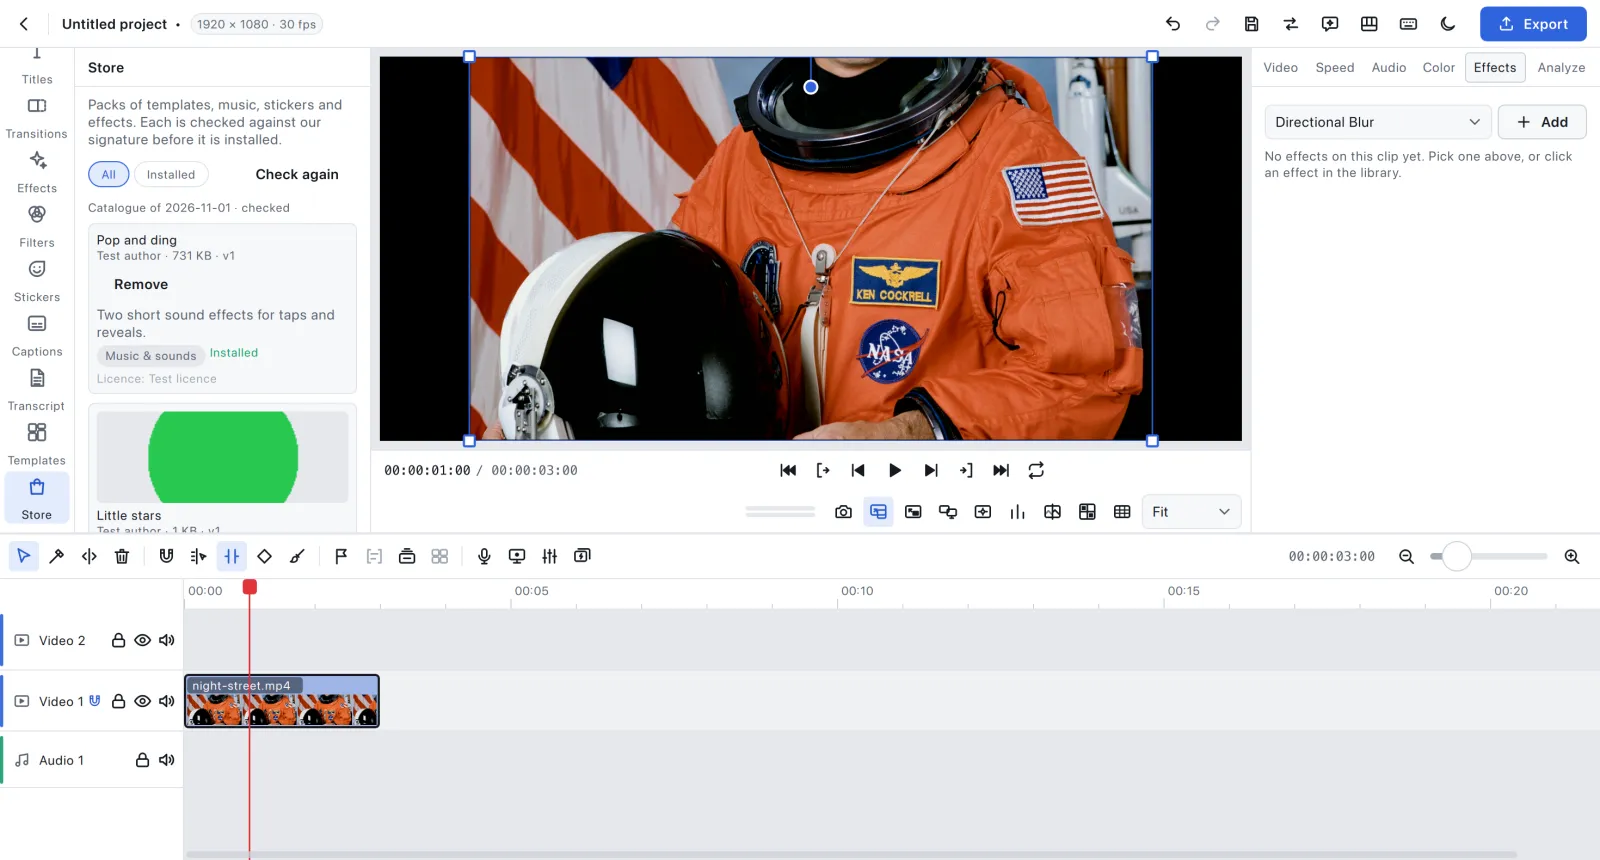 Untitled project •
1920 × 1080 · 30 fps
Export
Titles
Transitions
Effects
Filters
Stickers
Captions
Transcript
Templates
Store
Store
Packs of templates, music, stickers and
effects. Each is checked against our
signature before it is installed.
All
Installed
Check again
Catalogue of 2026-11-01 · checked
Pop and ding
Test author · 731 KB · v1
Remove
Two short sound effects for taps and
reveals.
Music & sounds
Installed
Licence: Test licence
Little stars
Test author · 1 KB · v1
USA
KEN COCKRELL
NASA
00:00:01:00 / 00:00:03:00
Fit
Video
Speed
Audio
Color
Effects
Analyze
Directional Blur
Add
No effects on this clip yet. Pick one above, or click
an effect in the library.
00:00:03:00
00:00
00:05
00:10
00:15
00:20
Video 2
Video 1
night-street.mp4
Audio 1